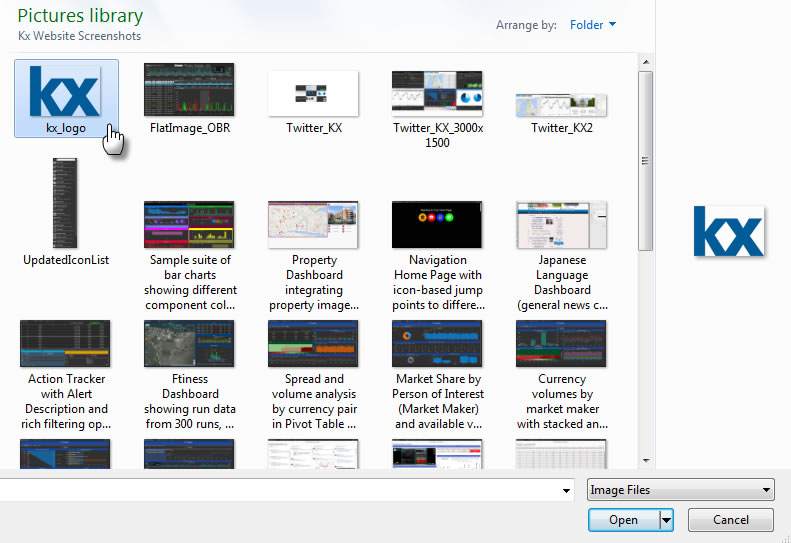 Pictures library
Kx Website Screenshots
Arrange by:
Folder
kx
kx_logo
FlatImage_OBR
Twitter_KX
Twitter_KX_3000x
1500
Twitter_KX2
kx
UpdatedIconList
Sample suite of
bar charts
showing different
component col...
Property
Dashboard
integrating
property image...
Navigation
Home Page with
icon-based jump
points to differe...
Japanese
Language
Dashboard
(general news c...
Action Tracker
with Alert
Description and
rich filtering op...
Ftiness
Dashboard
showing run data
from 300 runs, ...
Spread and
volume analysis
by currency pair
in Pivot Table ...
Market Share by
Person of Interest
(Market Maker)
and available v...
Currency
volumes by
market maker
with stacked an...
Image Files
Open
Cancel